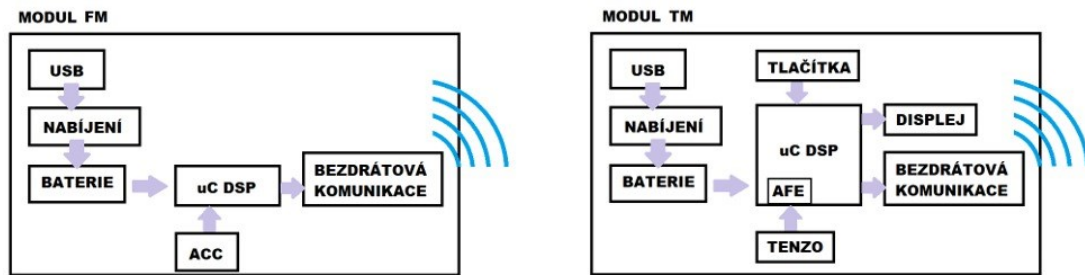 MODUL FM
USB
NABÍJENÍ
BATERIE
uC DSP
BEZDRÁTOVÁ
KOMUNIKACE
ACC
MODUL TM
USB
TLAČÍTKA
NABÍJENÍ
DISPLEJ
uC DSP
BATERIE
BEZDRÁTOVÁ
KOMUNIKACE
AFE
TENZO